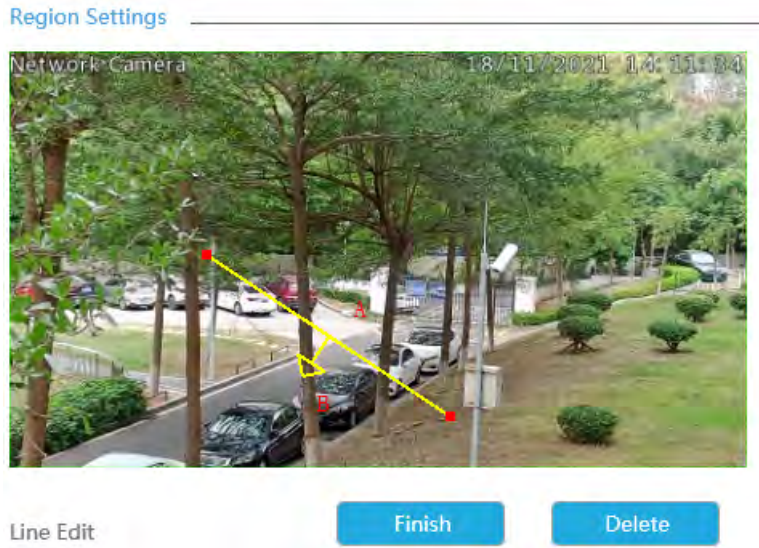 Region Settings
Network Camera
18/11/2021 14:11:34
A
B
Line Edit
Finish
Delete